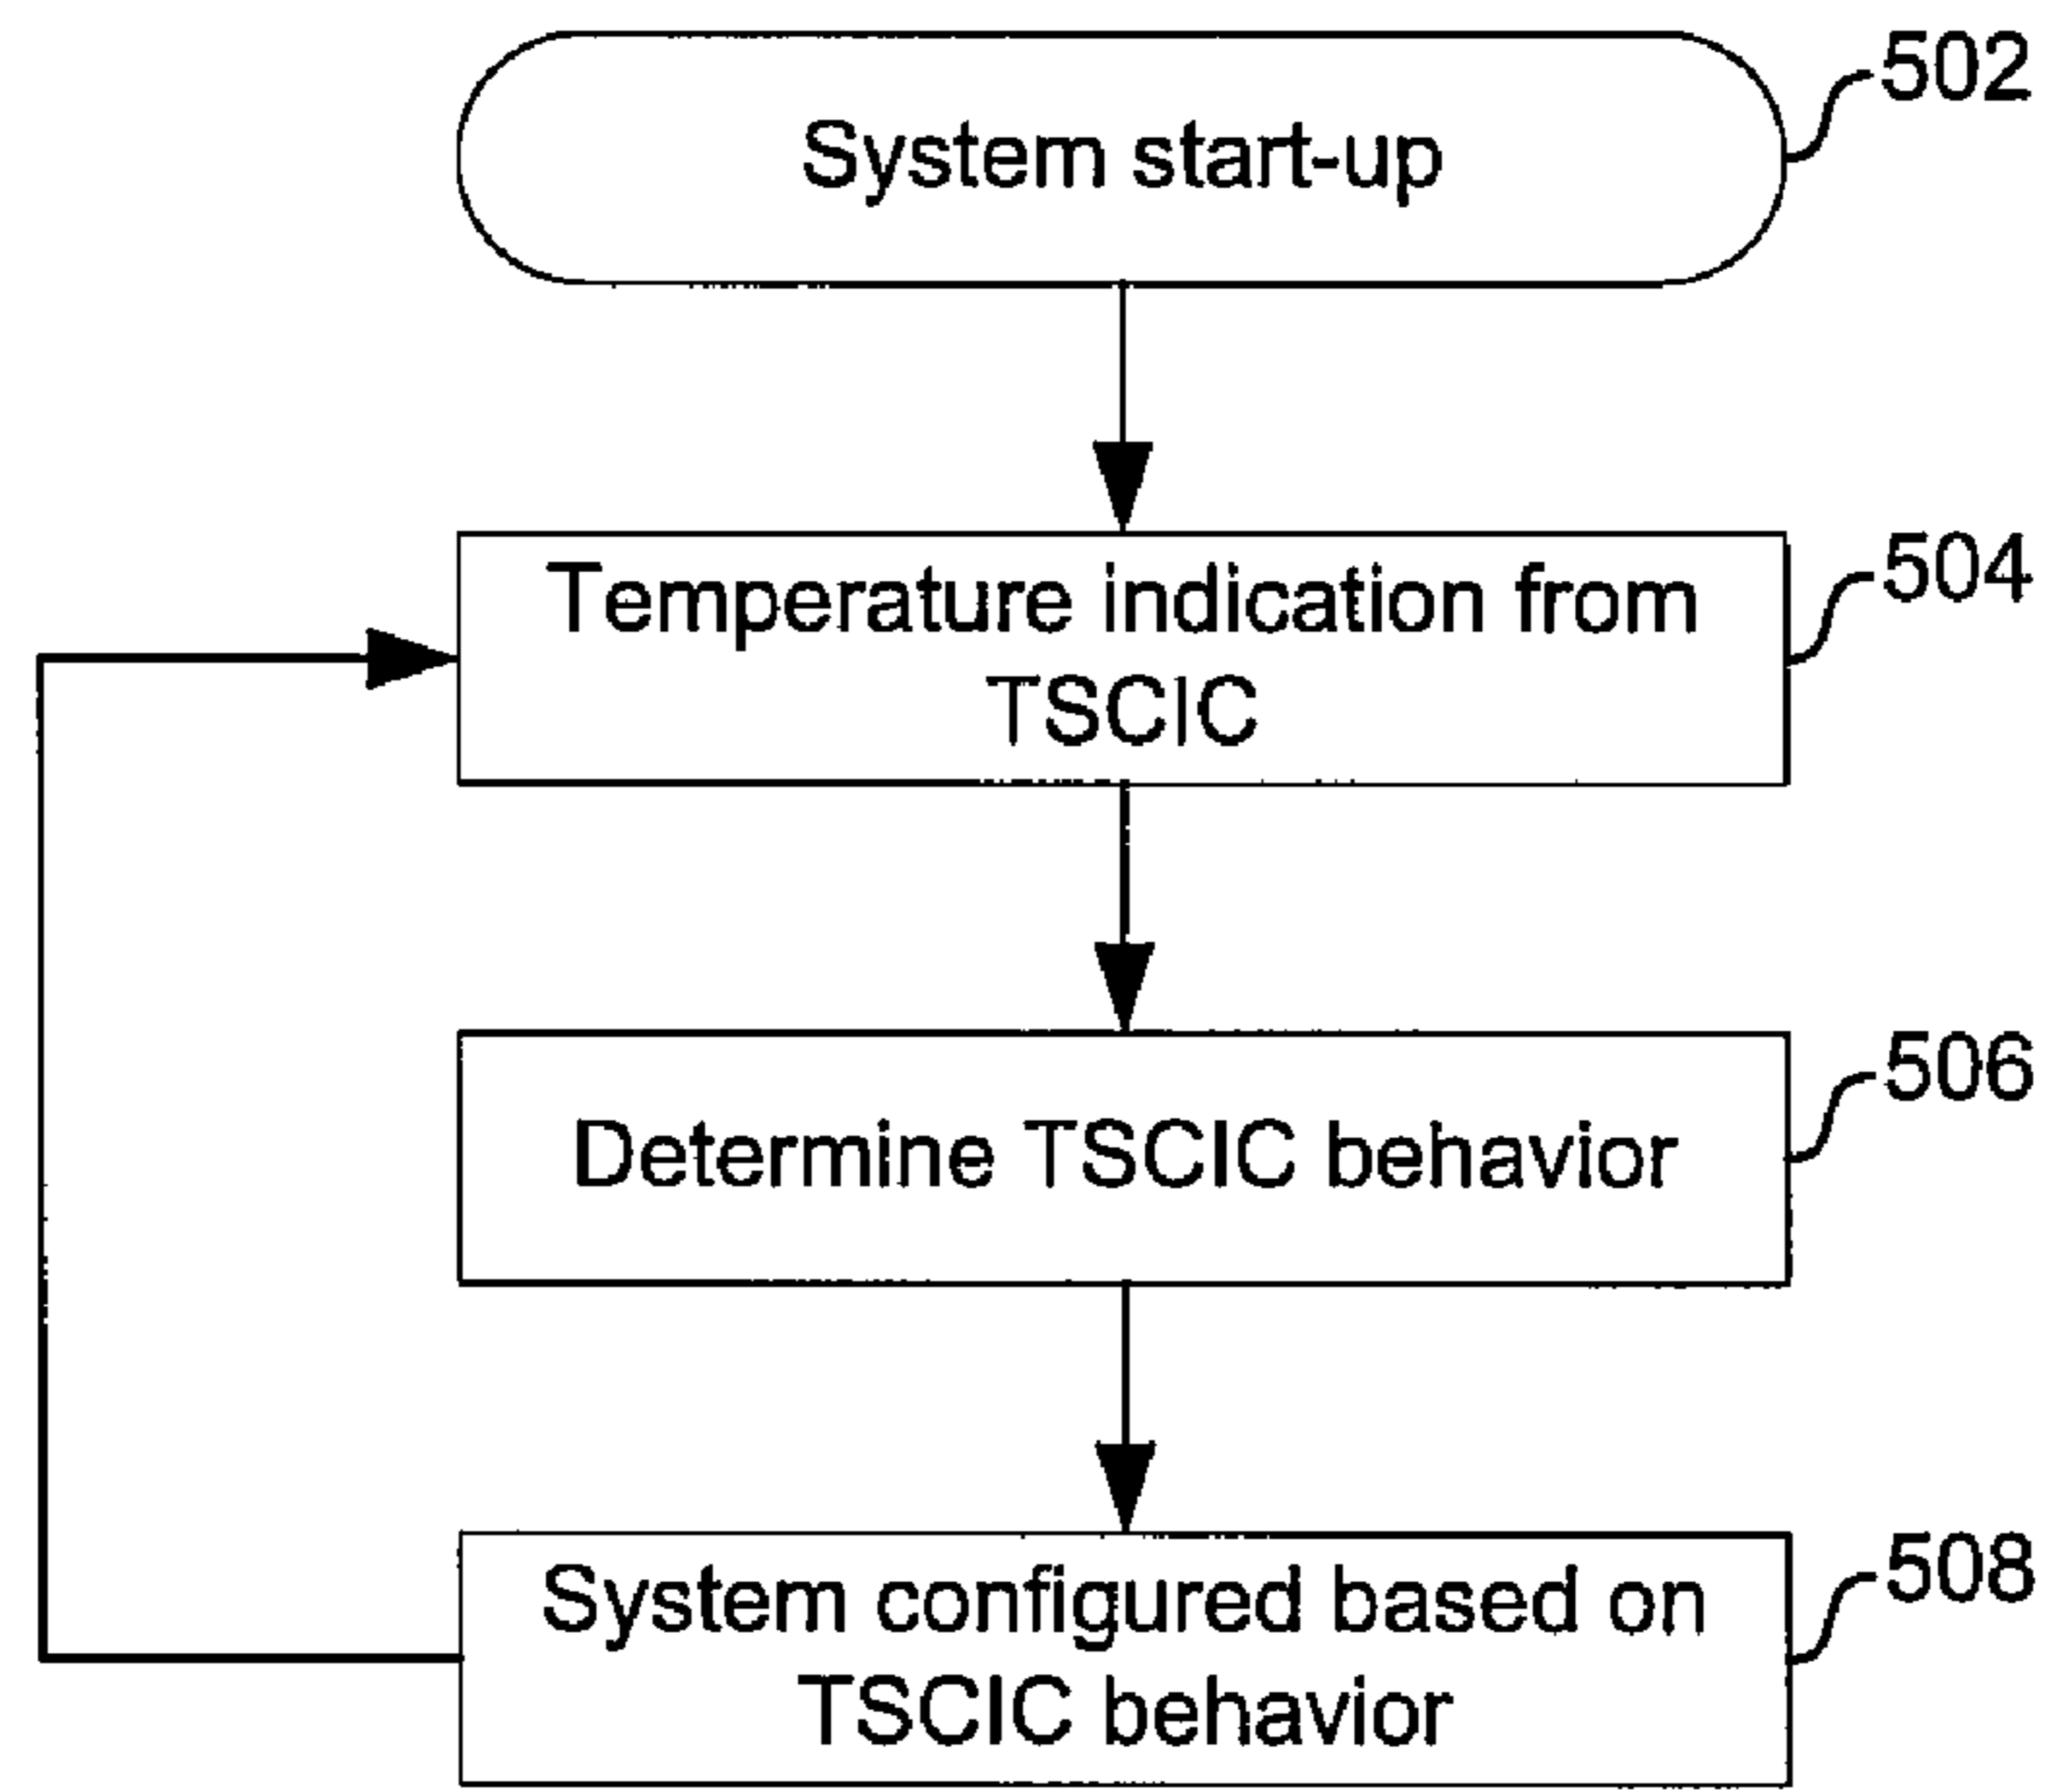 System start-up
502
Temperature indication from
TSCIC
504
Determine TSCIC behavior
506
System configured based on
TSCIC behavior
508